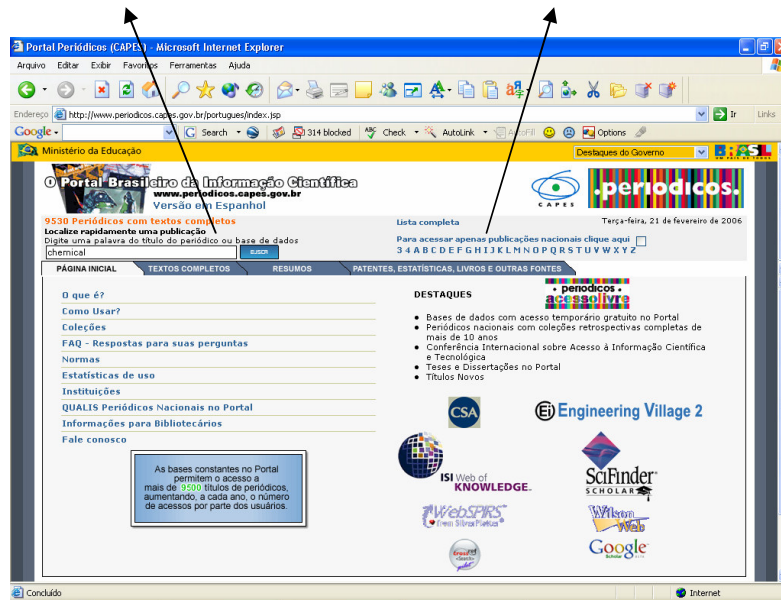 Portal Periódicos (CAPES) - Microsoft Internet Explorer
Arquivo Editar Exibir Favoritos Ferramentas Ajuda
Endereço http://www.periodicos.capes.gov.br/portugues/index.jsp Ir Links
Google Search 314 blocked Check AutoLink AutoFill Options
Ministério da Educação Destaques do Governo BRASIL
O Portal Brasileiro da Informação Científica
www.periodicos.capes.gov.br
Versão em Espanhol
CAPES .periodicos.
9530 Periódicos com textos completos
Lista completa
Terça-feira, 21 de fevereiro de 2006
Localize rapidamente uma publicação
Digite uma palavra do título do periódico ou base de dados
Para acessar apenas publicações nacionais clique aqui
chemical BUSCAR
3 4 A B C D E F G H I J K L M N O P Q R S T U V W X Y Z
PÁGINA INICIAL TEXTOS COMPLETOS RESUMOS PATENTES, ESTATÍSTICAS, LIVROS E OUTRAS FONTES
O que é?
Como Usar?
Coleções
FAQ - Respostas para suas perguntas
Normas
Estatísticas de uso
Instituições
QUALIS Periódicos Nacionais no Portal
Informações para Bibliotecários
Fale conosco
As bases constantes no Portal
permitem o acesso a
mais de 9500 títulos de periódicos,
aumentando, a cada ano, o número
de acessos por parte dos usuários.
DESTAQUES
. periodicos .
acessolivre
Bases de dados com acesso temporário gratuito no Portal
Periódicos nacionais com coleções retrospectivas completas de
mais de 10 anos
Conferência Internacional sobre Acesso à Informação Científica
e Tecnológica
Teses e Dissertações no Portal
Títulos Novos
CSA
Ei Engineering Village 2
ISI Web of
KNOWLEDGE.
SciFinder
SCHOLAR
WebSPIRS
from SilverPlatter
Wilson
Web
Google
Concluído Internet